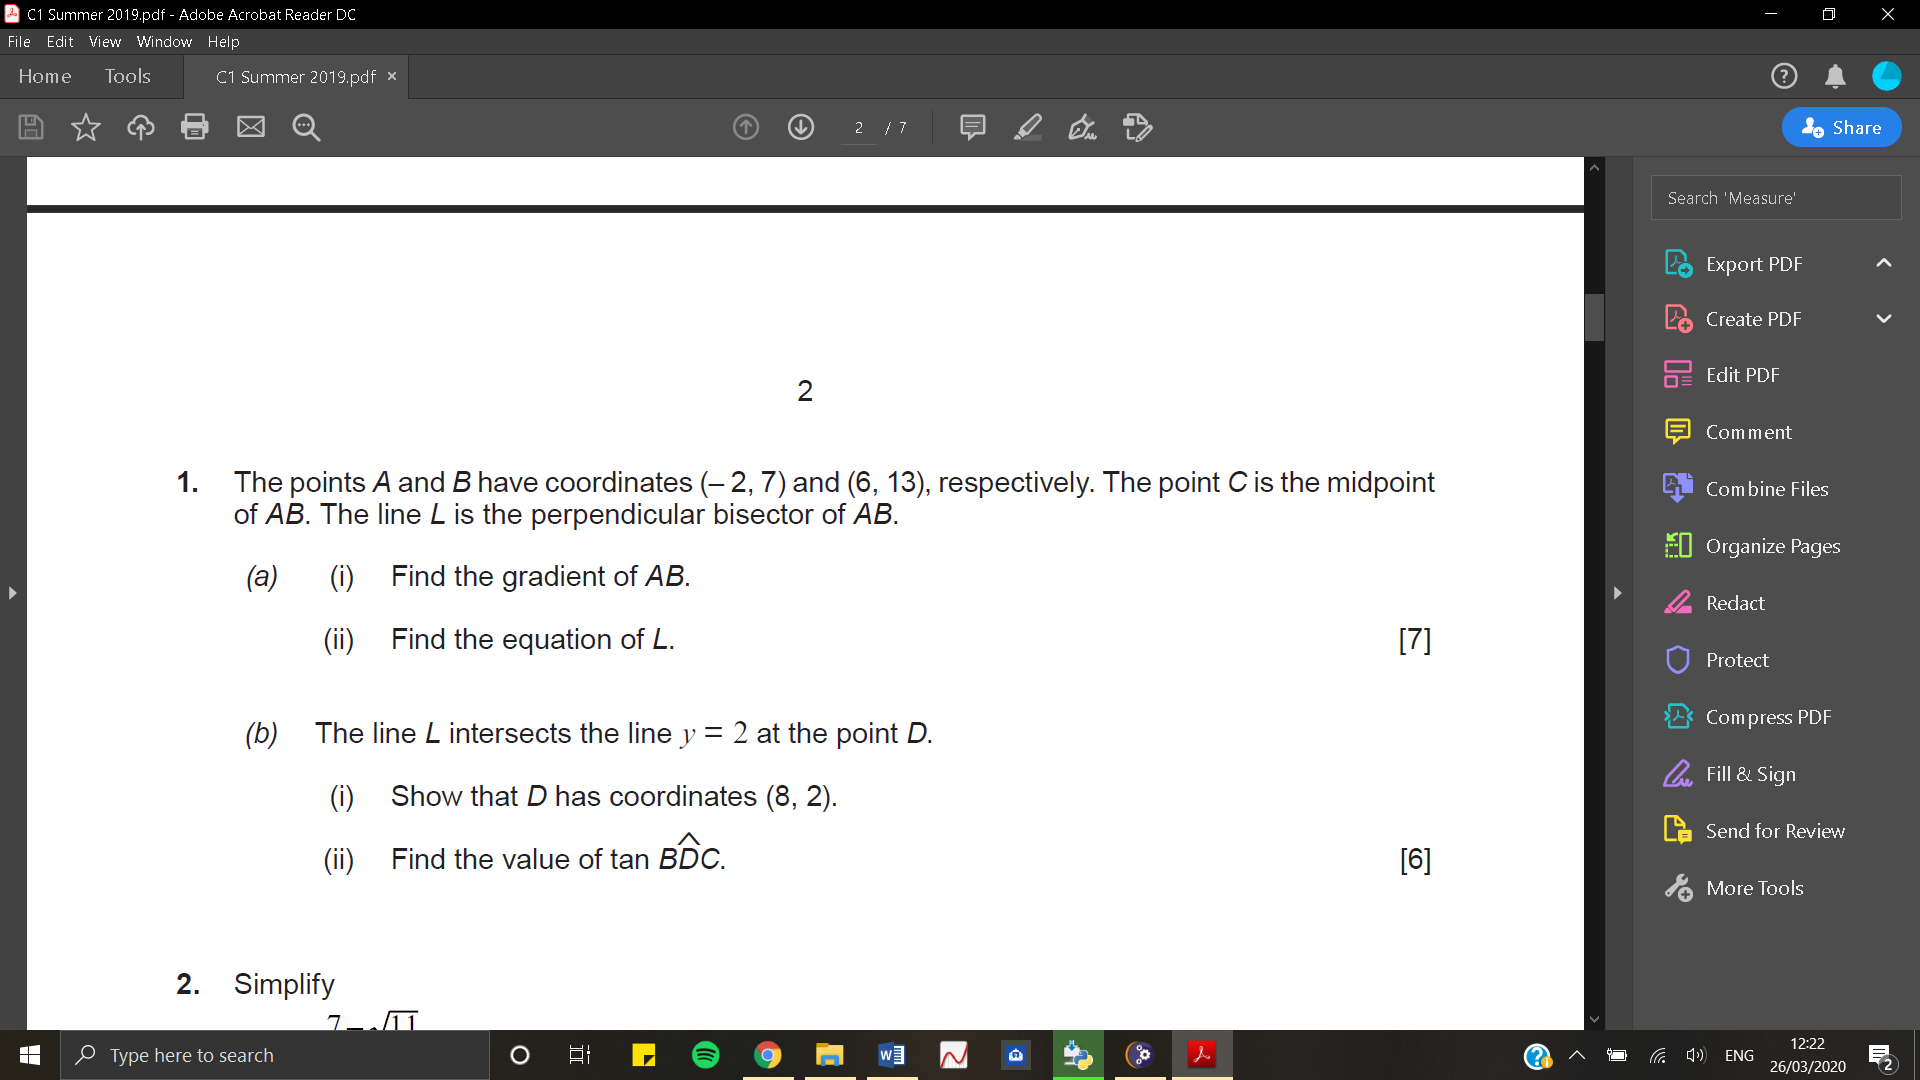 C1 Summer 2019.pdf - Adobe Acrobat Reader DC
File Edit View Window Help
Home Tools C1 Summer 2019.pdf ×
2 / 7
Share
Search 'Measure'
Export PDF
Create PDF
Edit PDF
Comment
Combine Files
Organize Pages
Redact
Protect
Compress PDF
Fill & Sign
Send for Review
More Tools
2
1. The points A and B have coordinates (– 2, 7) and (6, 13), respectively. The point C is the midpoint
of AB. The line L is the perpendicular bisector of AB.
(a) (i) Find the gradient of AB.
(ii) Find the equation of L. [7]
(b) The line L intersects the line y = 2 at the point D.
(i) Show that D has coordinates (8, 2).
(ii) Find the value of tan BD̂C. [6]
2. Simplify
7 – √11
Type here to search
ENG
12:22
26/03/2020
2